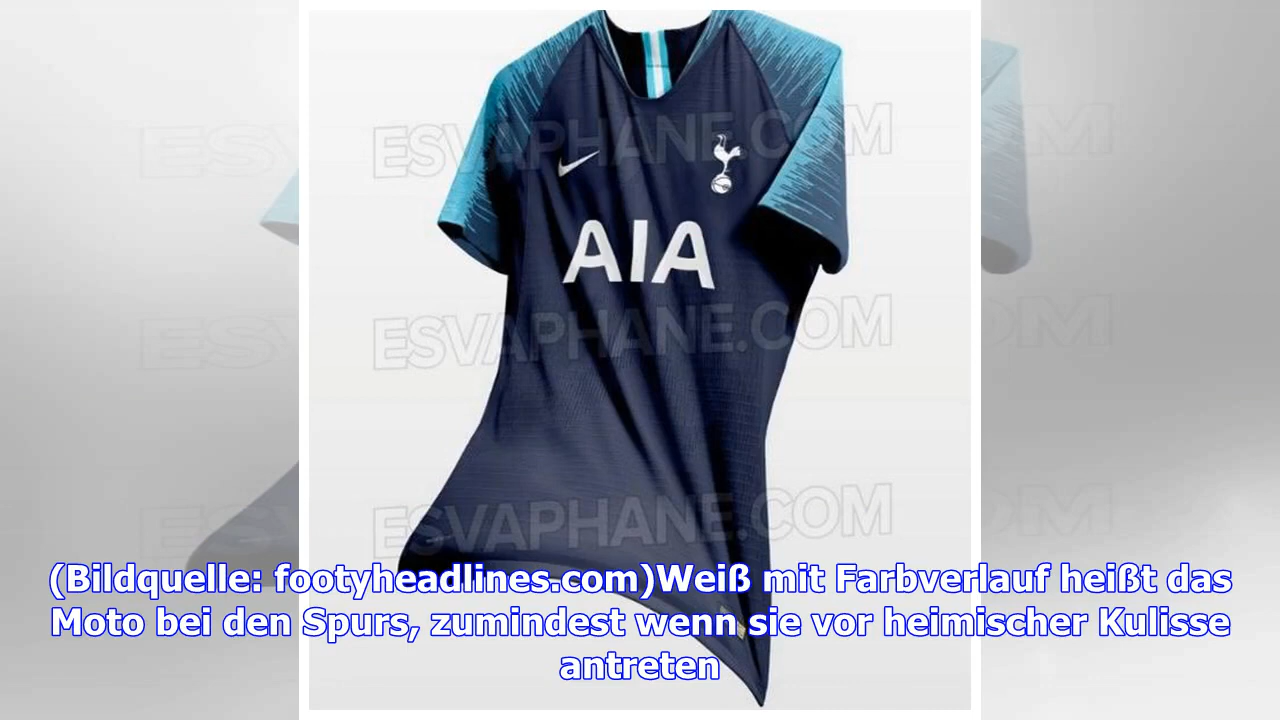 ESVAPHANE.COM
AIA
ESVAPHANE.COM
ESVAPHANE.COM
(Bildquelle: footyheadlines.com)Weiß mit Farbverlauf heißt das
Moto bei den Spurs, zumindest wenn sie vor heimischer Kulisse
antreten